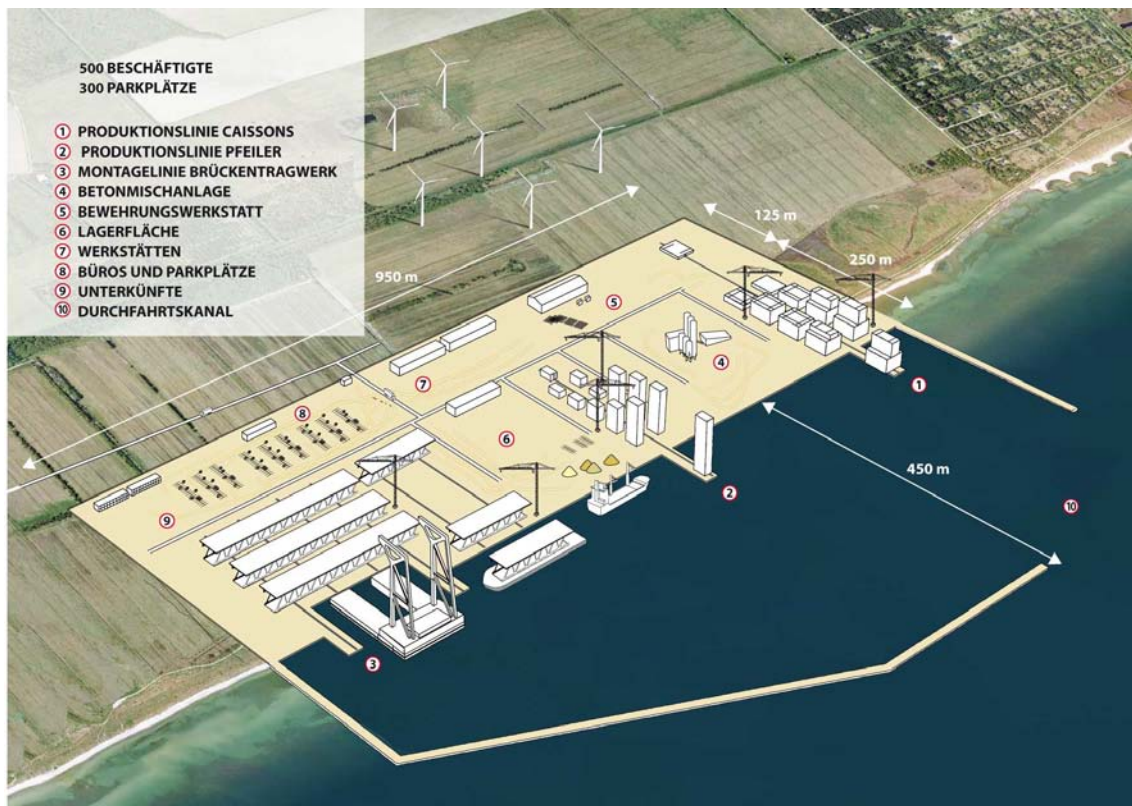 500 BESCHÄFTIGTE
300 PARKPLÄTZE
1 PRODUKTIONSLINIE CAISSONS
2 PRODUKTIONSLINIE PFEILER
3 MONTAGELINIE BRÜCKENTRAGWERK
4 BETONMISCHANLAGE
5 BEWEHRUNGSWERKSTATT
6 LAGERFLÄCHE
7 WERKSTÄTTEN
8 BÜROS UND PARKPLÄTZE
9 UNTERKÜNFTE
10 DURCHFAHRTSKANAL
125 m
250 m
950 m
5
4
1
7
8
6
450 m
2
10
9
3